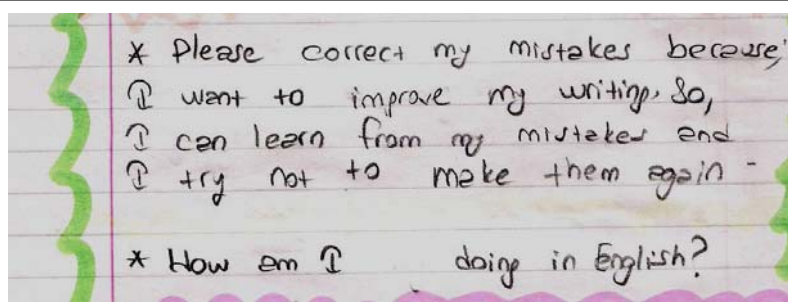 * Please correct my mistakes because;
I want to improve my writing. So,
I can learn from my mistakes and
I try not to make them again -
* How am I doing in English?